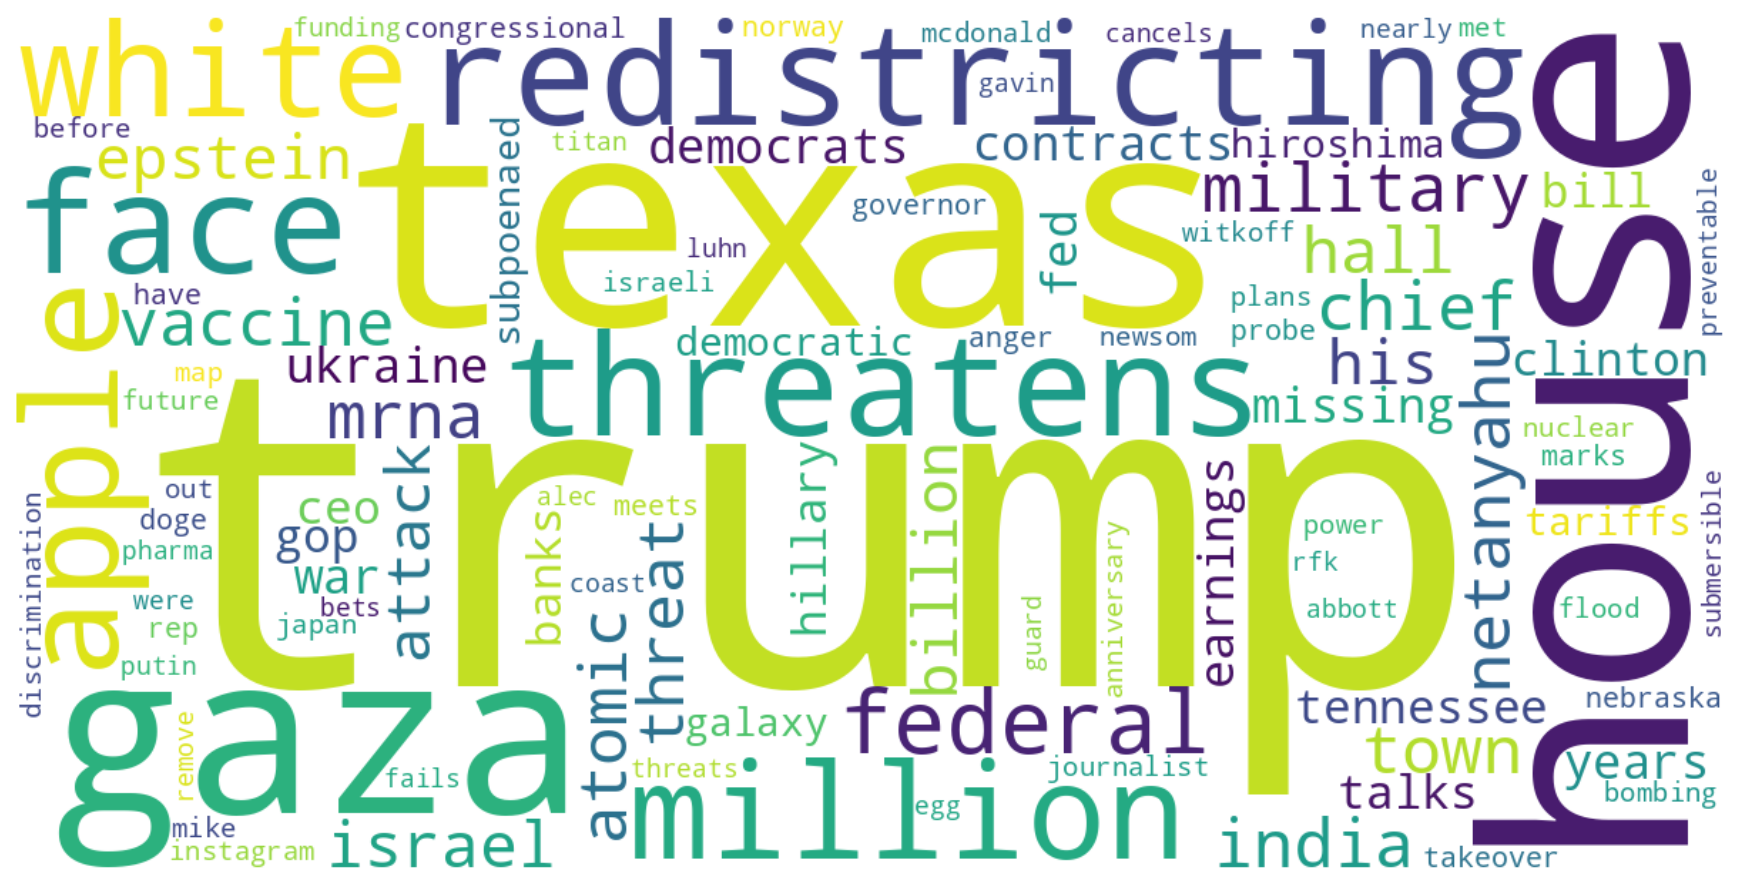 funding
congressional
norway
mcdonald
cancels
nearly
met
white
redistricting
gavin
house
before
epstein
titan
democrats
contracts
hiroshima
subpoenaed
texas
face
military
bill
preventable
governor
luhn
fed
witkoff
hall
israeli
have
vaccine
plans
probe
chief
apple
democratic
anger
newsom
ukraine
threatens
his
clinton
map
future
mrna
missing
netanyahu
trump
nuclear
marks
attack
hillary
billion
earnings
out
doge
ceo
alec
meets
banks
power
tariffs
submersible
discrimination
pharma
gop
war
threat
anniversary
rfk
coast
were
bets
rep
japan
guard
abbott
flood
putin
atomic
gaza
galaxy
federal
tennessee
nebraska
town
remove
fails
threats
million
journalist
years
talks
bombing
egg
mike
instagram
israel
india
takeover